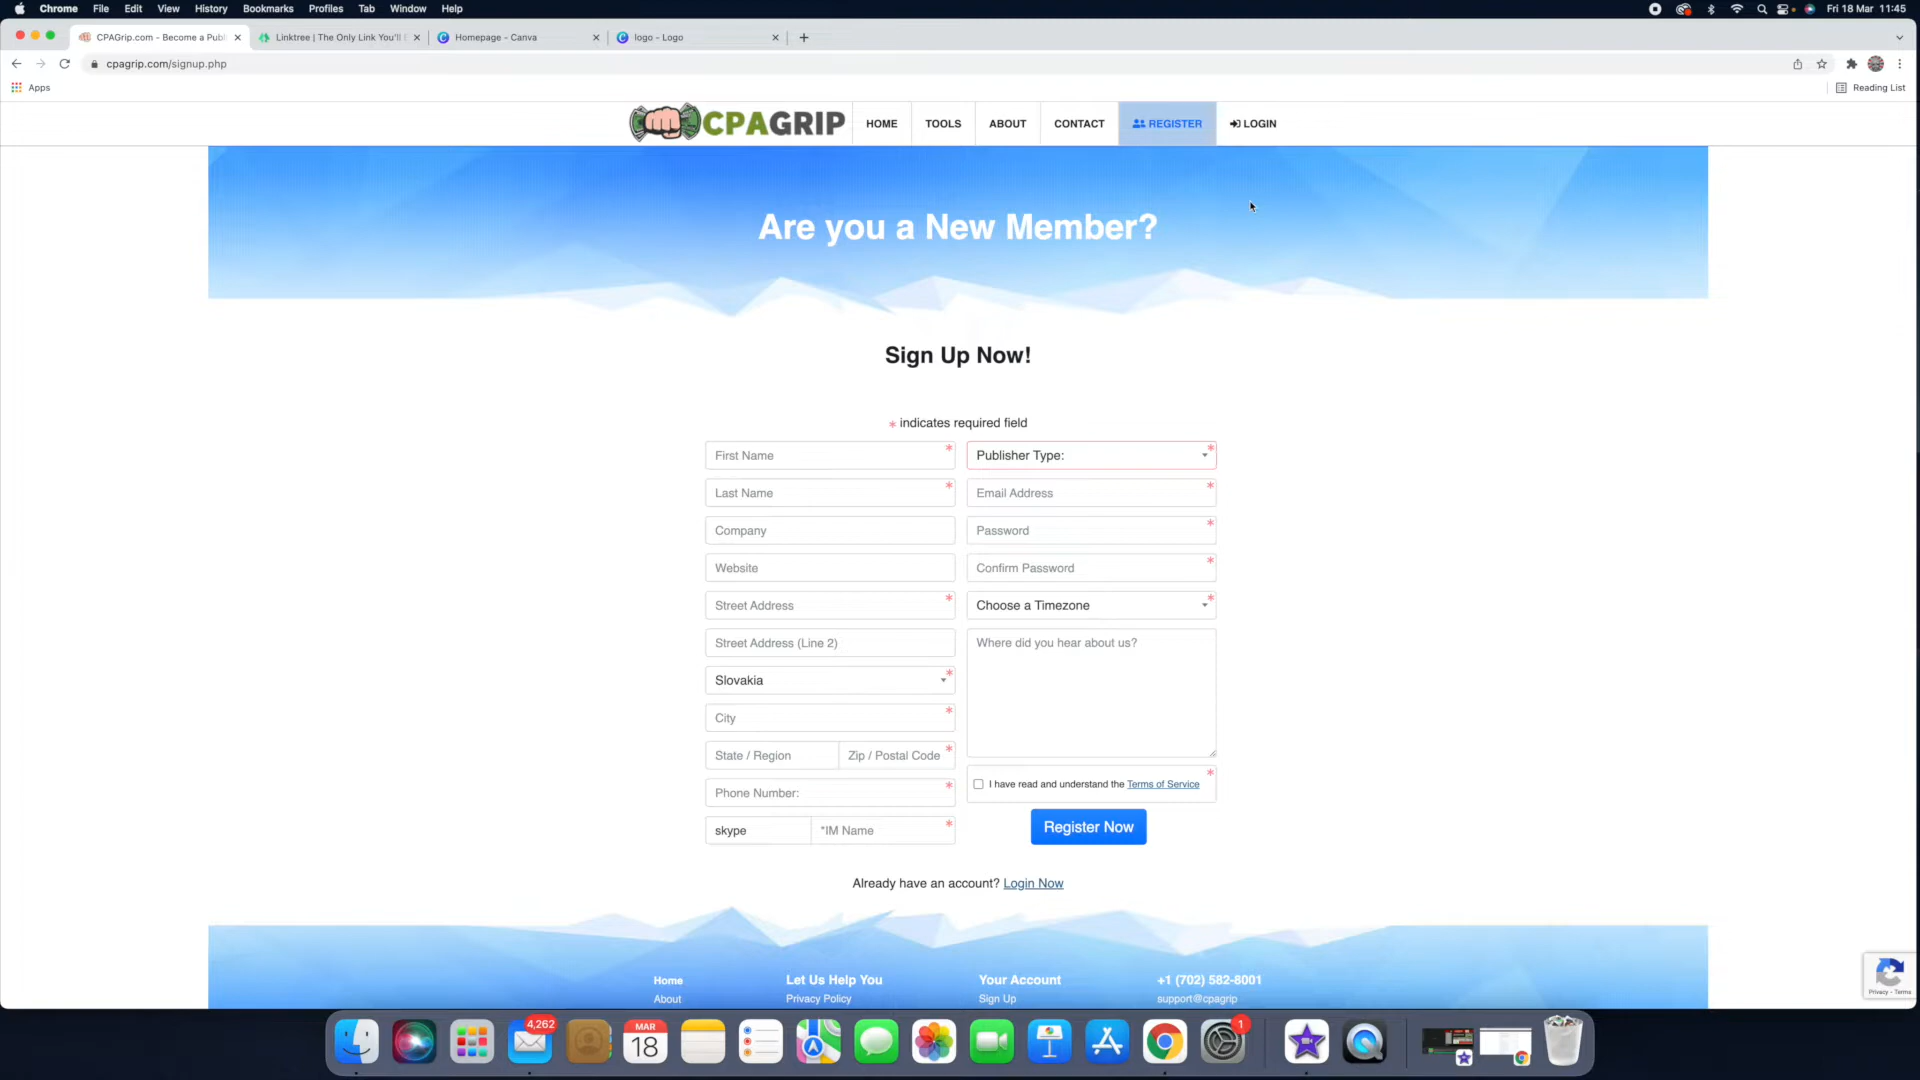 Chrome File Edit View History Bookmarks Profiles Tab Window Help Fri 18 Mar 11:45
CPAGrip.com - Become a Publ Linktree | The Only Link You'll Homepage - Canva logo - Logo
cpagrip.com/signup.php
Apps Reading List
CPAGRIP HOME TOOLS ABOUT CONTACT REGISTER LOGIN
Are you a New Member?
Sign Up Now!
* indicates required field
First Name * Publisher Type: *
Last Name * Email Address *
Company Password *
Website Confirm Password *
Street Address * Choose a Timezone *
Street Address (Line 2) Where did you hear about us?
Slovakia *
City *
State / Region Zip / Postal Code *
I have read and understand the Terms of Service *
Phone Number: *
skype *IM Name * Register Now
Already have an account? Login Now
Home Let Us Help You Your Account +1 (702) 582-8001
About Privacy Policy Sign Up support@cpagrip
Privacy - Terms
4,262 MAR 1
18